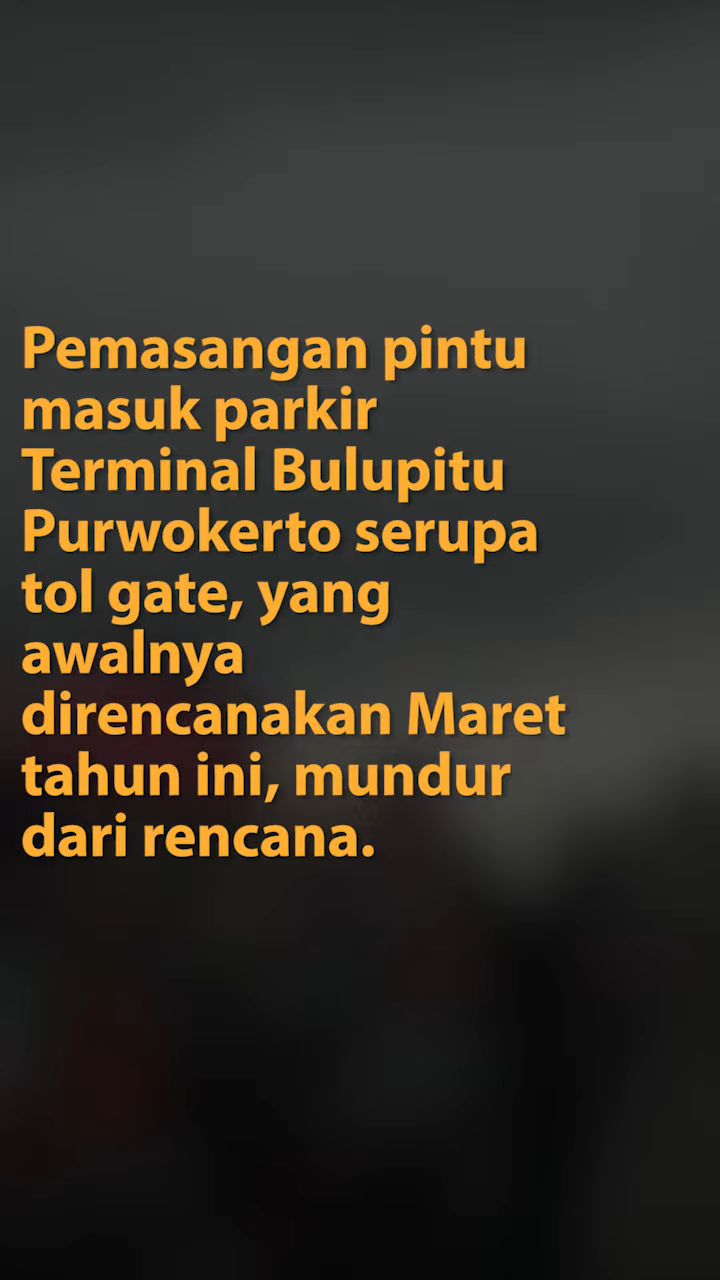 Pemasangan pintu
masuk parkir
Terminal Bulupitu
Purwokerto serupa
tol gate, yang
awalnya
direncanakan Maret
tahun ini, mundur
dari rencana.